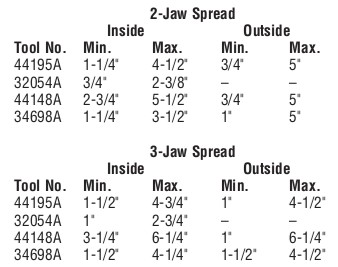 2-Jaw Spread
Inside Outside
Tool No. Min. Max. Min. Max.
44195A 1-1/4" 4-1/2" 3/4" 5"
32054A 3/4" 2-3/8" – –
44148A 2-3/4" 5-1/2" 3/4" 5"
34698A 1-1/4" 3-1/2" 1" 5"
3-Jaw Spread
Inside Outside
Tool No. Min. Max. Min. Max.
44195A 1-1/2" 4-3/4" 1" 4-1/2"
32054A 1" 2-3/4" – –
44148A 3-1/4" 6-1/4" 1" 6-1/4"
34698A 1-1/2" 4-1/4" 1-1/2" 4-1/2"